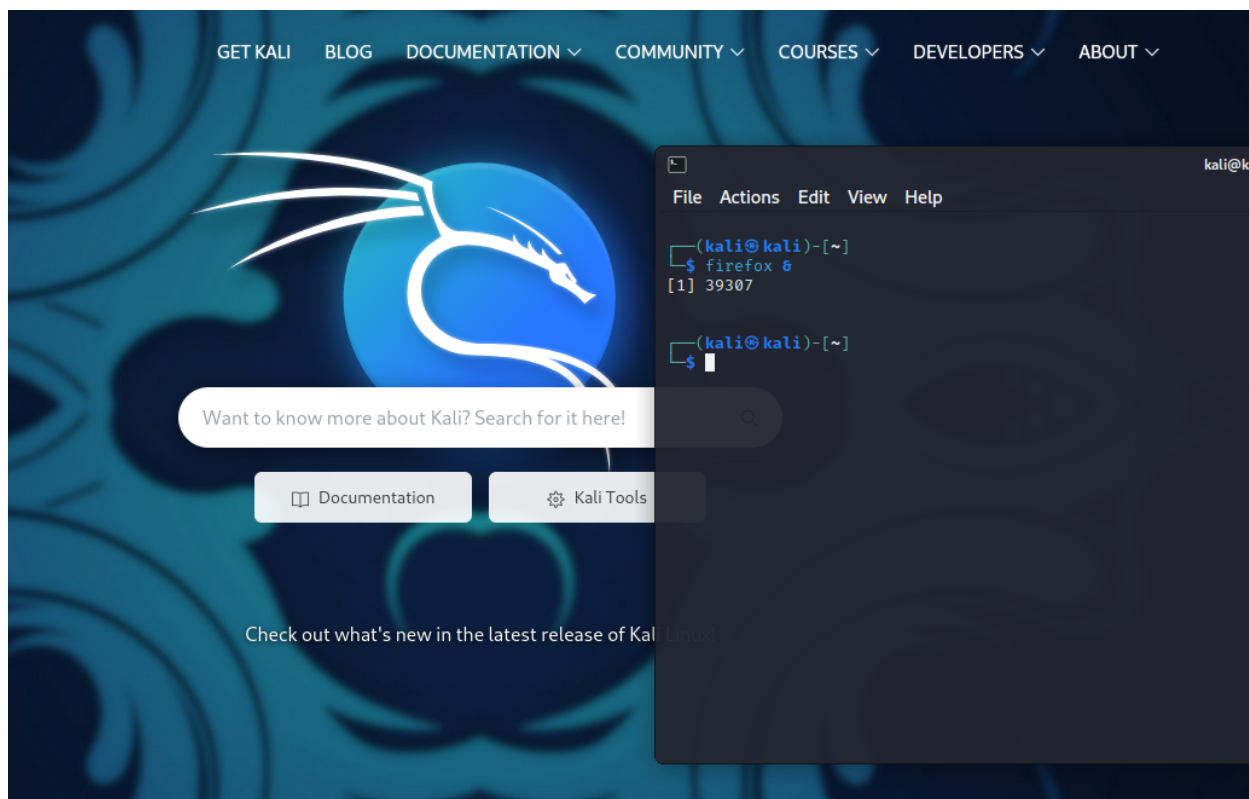 GET KALI BLOG DOCUMENTATION COMMUNITY COURSES DEVELOPERS ABOUT
kali@k
File Actions Edit View Help
┌──(kali㉿kali)-[~]
└─$ firefox &
[1] 39307
┌──(kali㉿kali)-[~]
└─$
Want to know more about Kali? Search for it here!
Documentation Kali Tools
Check out what's new in the latest release of Kali Linux!